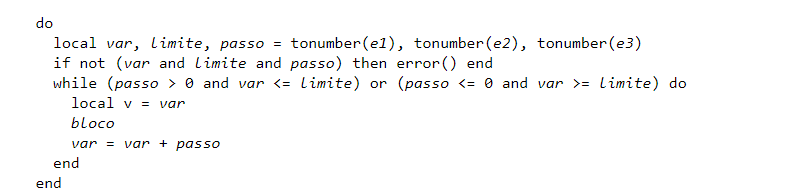 do
local var, limite, passo = tonumber(e1), tonumber(e2), tonumber(e3)
if not (var and limite and passo) then error() end
while (passo > 0 and var <= limite) or (passo <= 0 and var >= limite) do
local v = var
bloco
var = var + passo
end
end